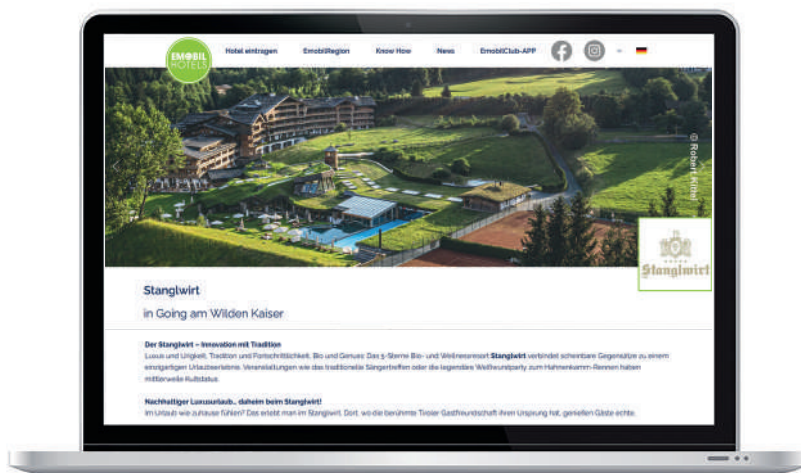 EMOBIL
HOTELS
Hotel eintragen
EmobilRegion
Know How
News
EmobilClub-APP
© Robert Kittel
Stanglwirt
Stanglwirt
in Going am Wilden Kaiser
Der Stanglwirt – Innovation mit Tradition
Luxus und Urigkeit, Tradition und Fortschrittlichkeit, Bio und Genuss: Das 5-Sterne Bio- und Wellnessresort Stanglwirt verbindet scheinbare Gegensätze zu einem
einzigartigen Urlaubserlebnis. Veranstaltungen wie das traditionelle Sängertreffen oder die legendäre Weißwurstparty zum Hahnenkamm-Rennen haben
mittlerweile Kultstatus.
Nachhaltiger Luxusurlaub... daheim beim Stanglwirt!
Im Urlaub wie zuhause fühlen? Das erlebt man im Stanglwirt. Dort, wo die berühmte Tiroler Gastfreundschaft ihren Ursprung hat, genießen Gäste echte,